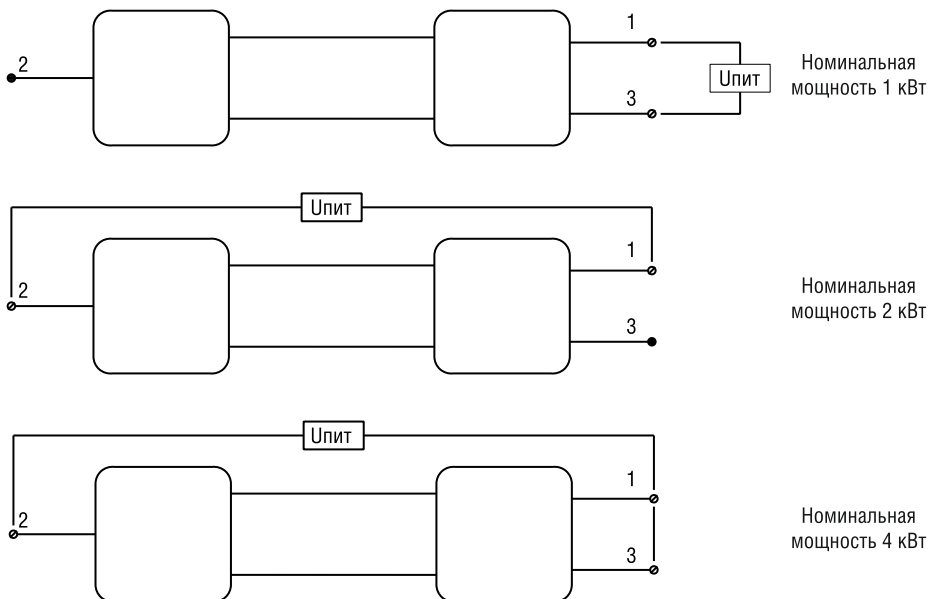 1
2
3
Uпит
Номинальная
мощность 1 кВт
Uпит
1
2
3
Номинальная
мощность 2 кВт
Uпит
1
2
3
Номинальная
мощность 4 кВт